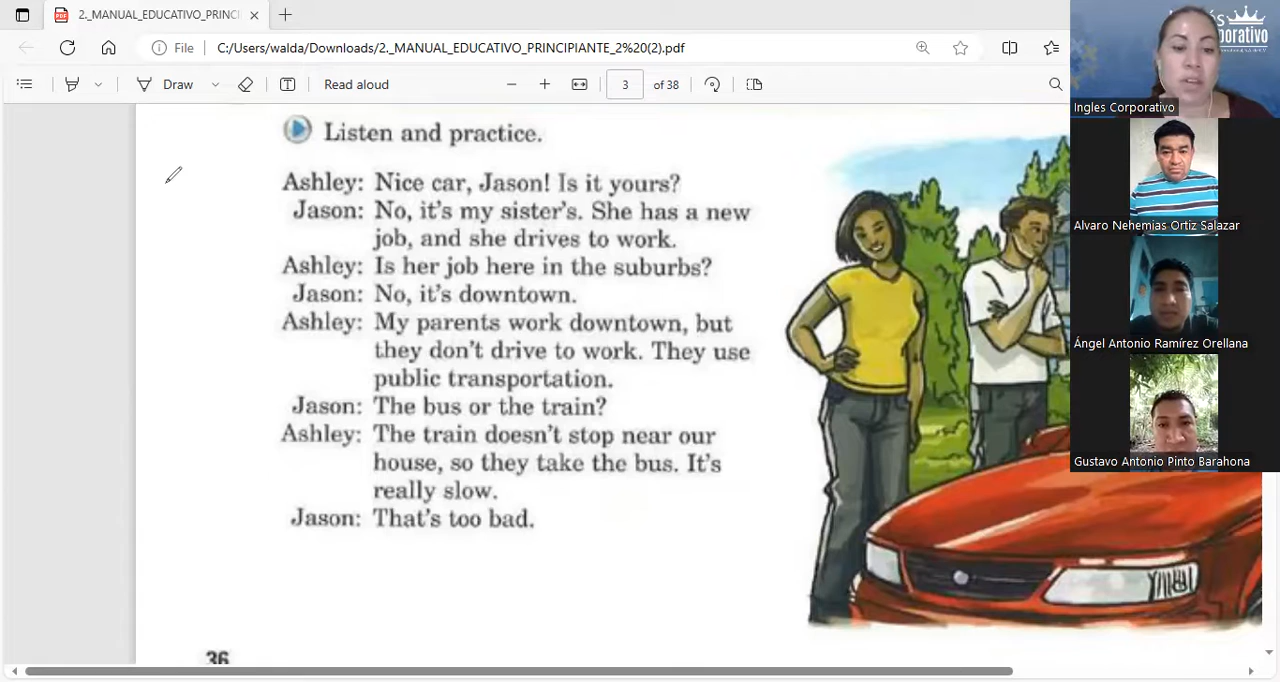 2._MANUAL_EDUCATIVO_PRINCI
File
C:/Users/walda/Downloads/2._MANUAL_EDUCATIVO_PRINCIPIANTE_2%20(2).pdf
Draw
Read aloud
3 of 38
Listen and practice.
Ashley: Nice car, Jason! Is it yours?
Jason: No, it's my sister's. She has a new
job, and she drives to work.
Ashley: Is her job here in the suburbs?
Jason: No, it's downtown.
Ashley: My parents work downtown, but
they don't drive to work. They use
public transportation.
Jason: The bus or the train?
Ashley: The train doesn't stop near our
house, so they take the bus. It's
really slow.
Jason: That's too bad.
36
Ingles Corporativo
Alvaro Nehemias Ortiz Salazar
Ángel Antonio Ramírez Orellana
Gustavo Antonio Pinto Barahona